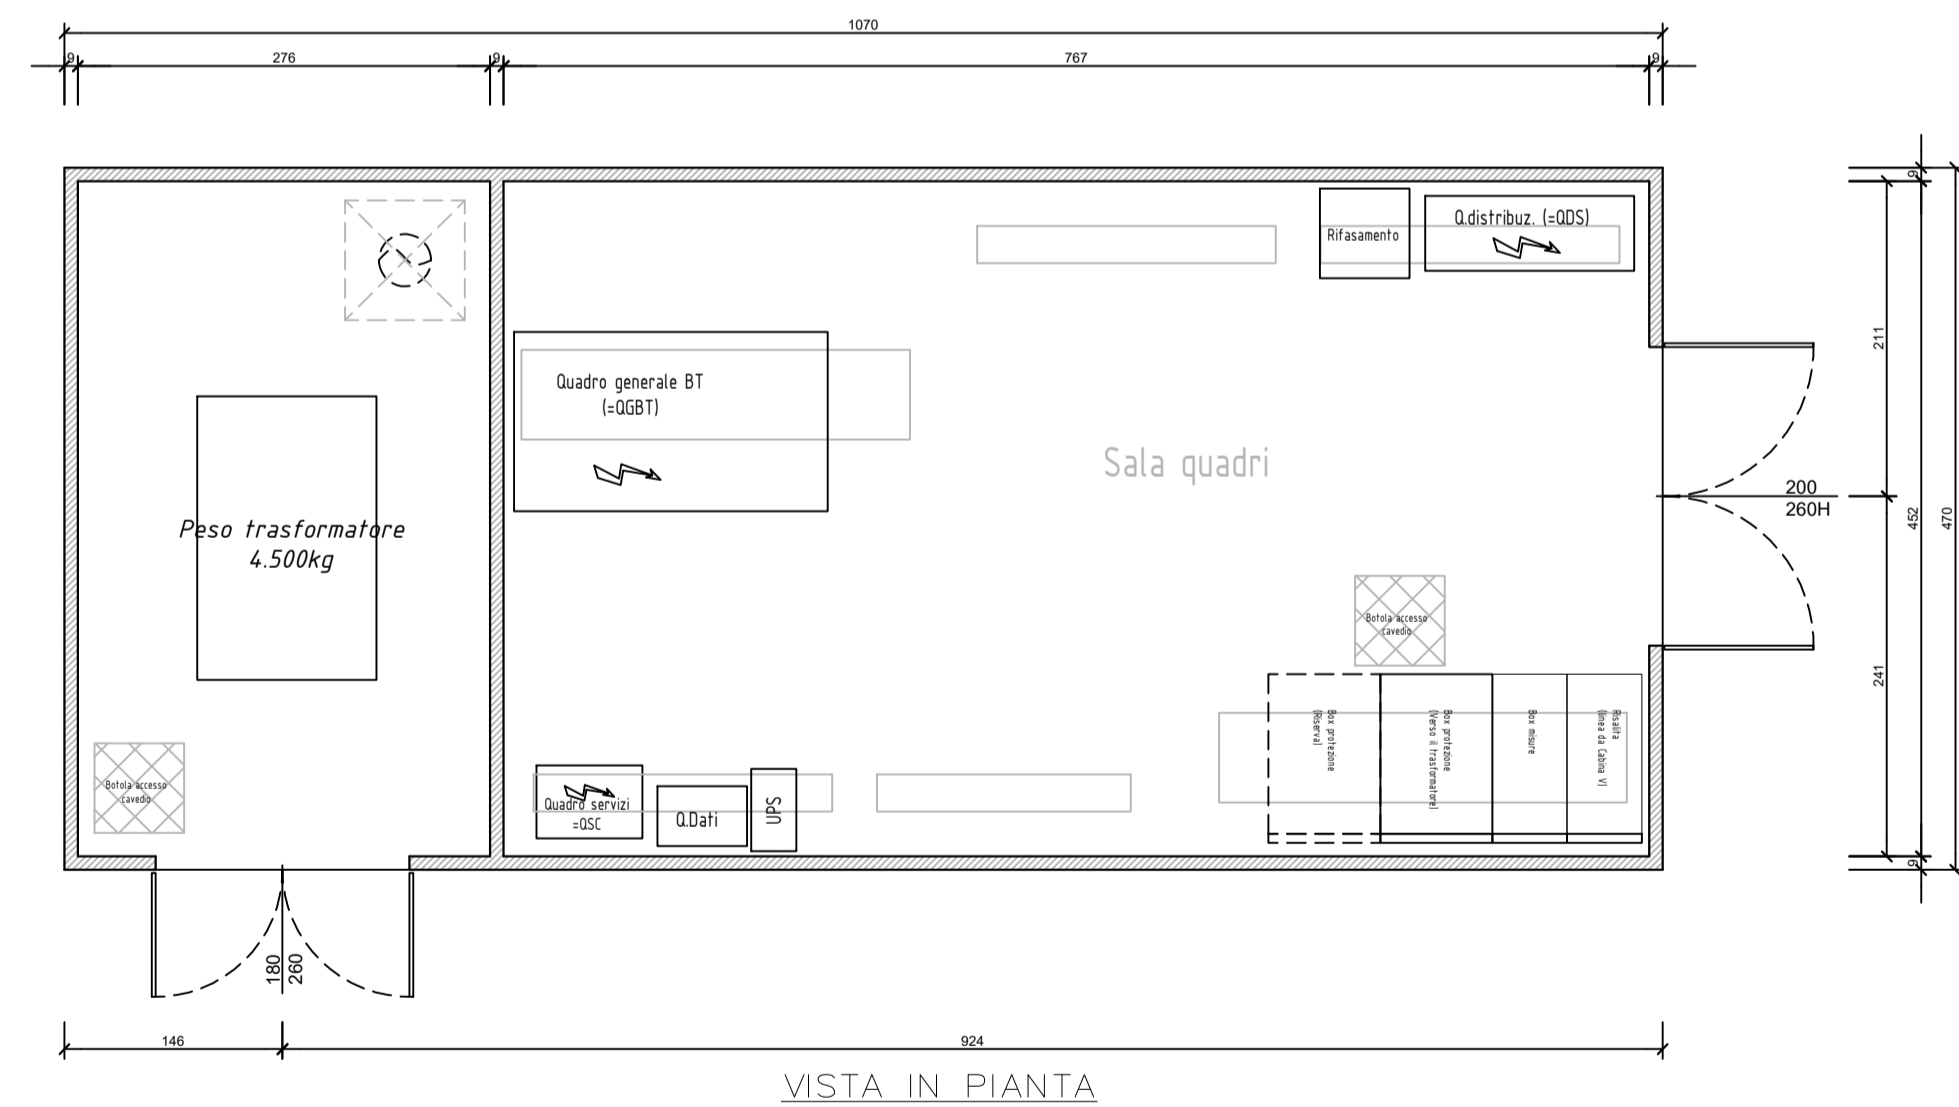 1070
9
276
9
767
9
9
Rifasamento
Q.distribuz. (=QDS)
211
Quadro generale BT
(=QGBT)
Sala quadri
200
260H
452
470
Peso trasformatore
4.500kg
Botola accesso
cavedio
241
Box protezione
(Riserva)
Box protezione
(Verso il trasformatore)
Box misure
Risalita
(linea da Cabina V)
Botola accesso
cavedio
Quadro servizi
=QSC
Q.Dati
UPS
9
180
260
146
924
VISTA IN PIANTA